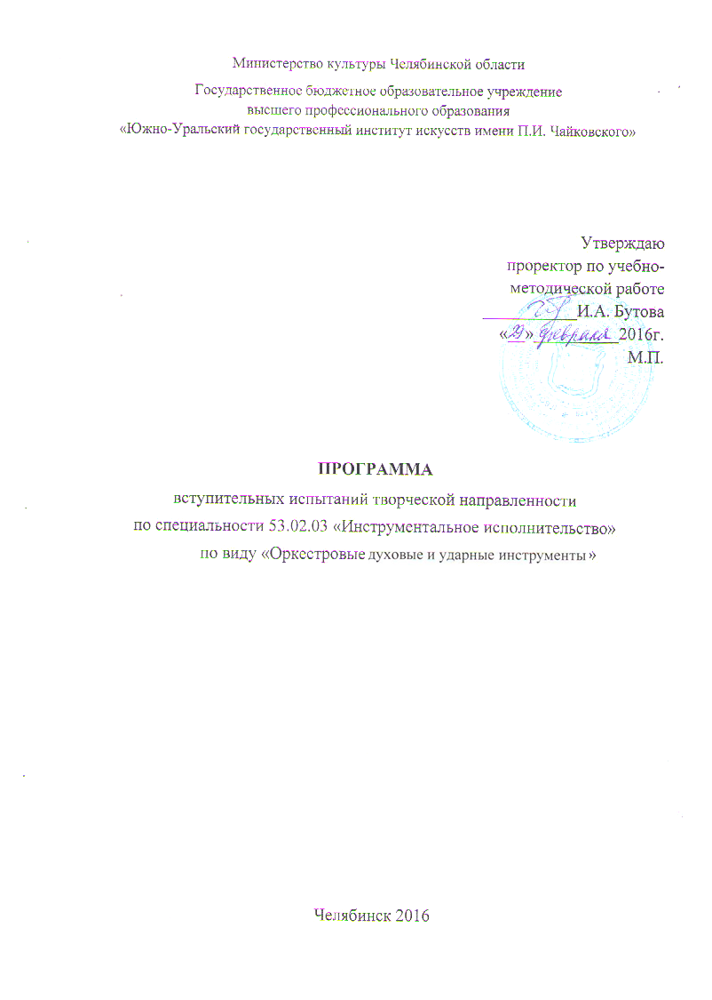 Министерство культуры Челябинской области
Государственное бюджетное образовательное учреждение
высшего профессионального образования
«Южно-Уральский государственный институт искусств имени П.И. Чайковского»
Утверждаю
проректор по учебно-
методической работе
И.А. Бутова
«29» февраля 2016г.
М.П.
ПРОГРАММА
вступительных испытаний творческой направленности
по специальности 53.02.03 «Инструментальное исполнительство»
по виду «Оркестровые духовые и ударные инструменты»
Челябинск 2016